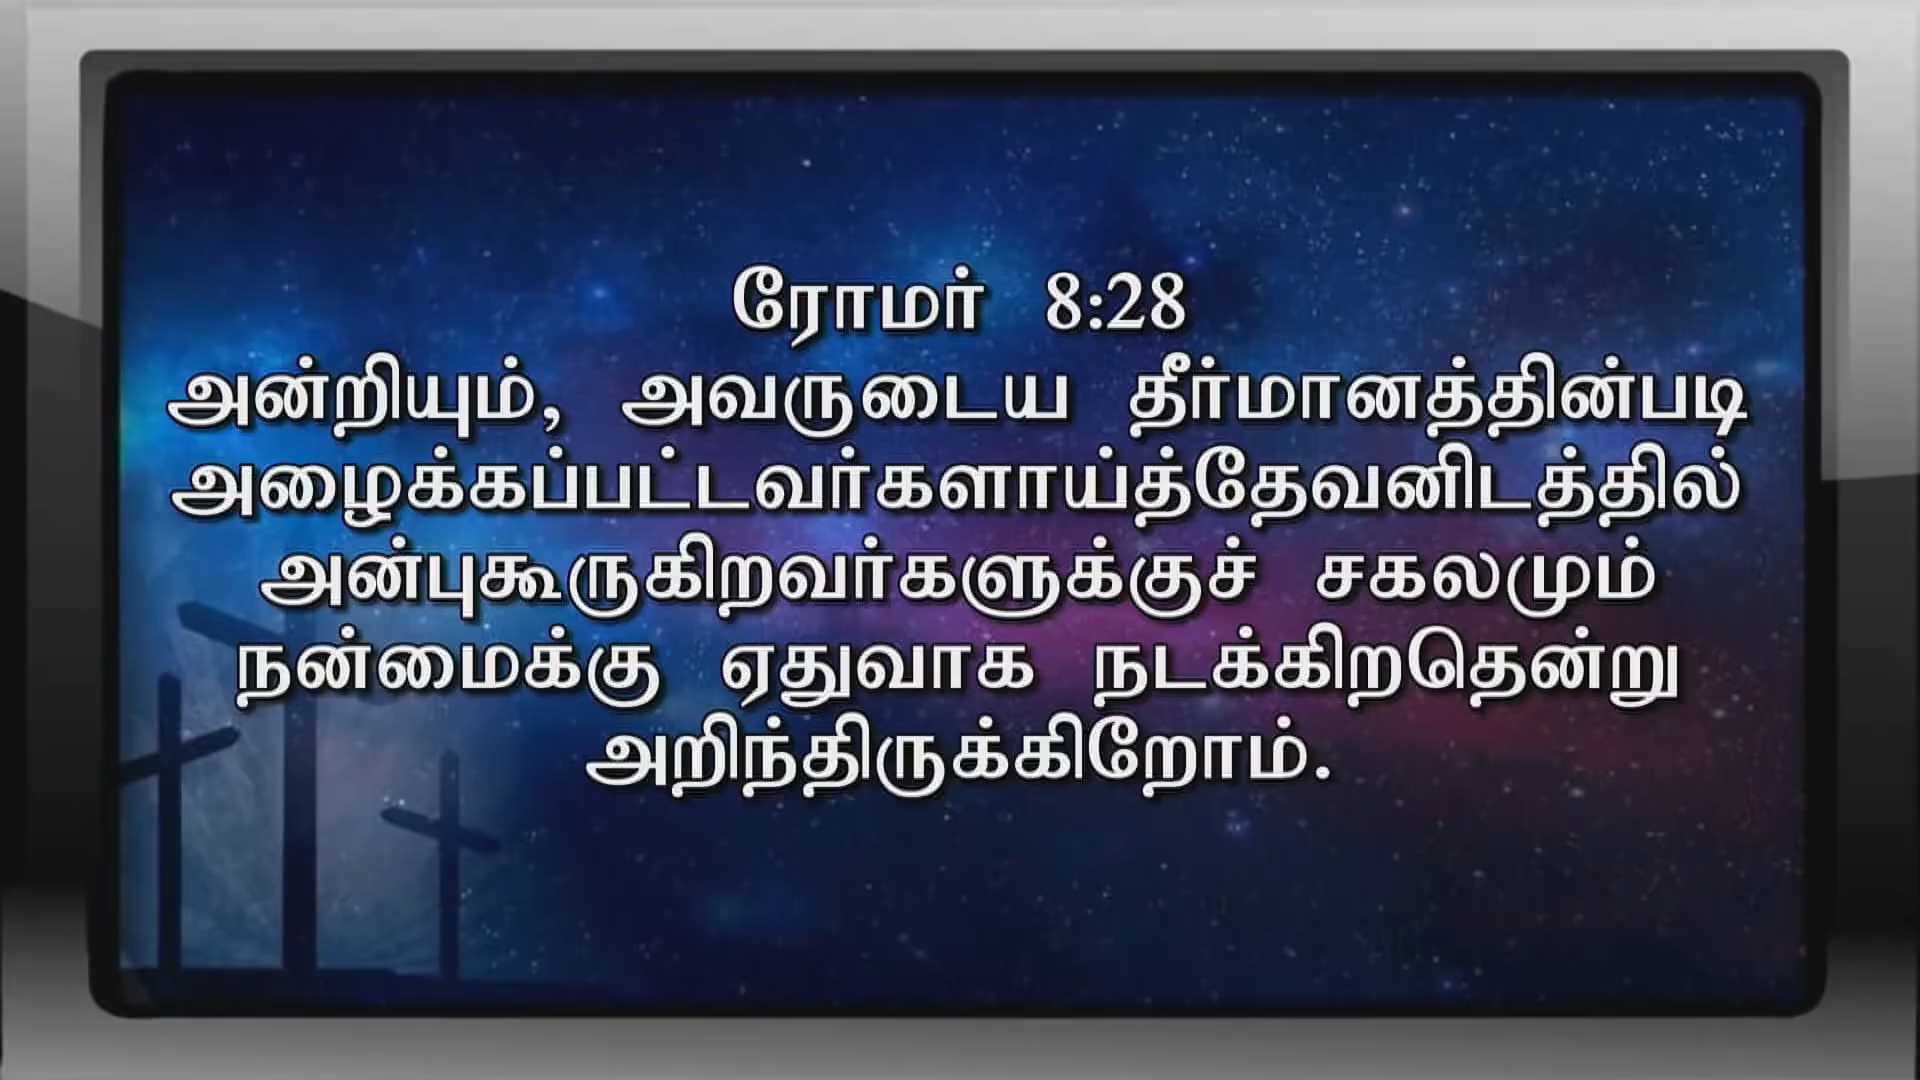 ரோமர் 8:28
அன்றியும், அவருடைய தீர்மானத்தின்படி
அழைக்கப்பட்டவர்களாய்த்தேவனிடத்தில்
அன்புகூருகிறவர்களுக்குச் சகலமும்
நன்மைக்கு ஏதுவாக நடக்கிறதென்று
அறிந்திருக்கிறோம்.